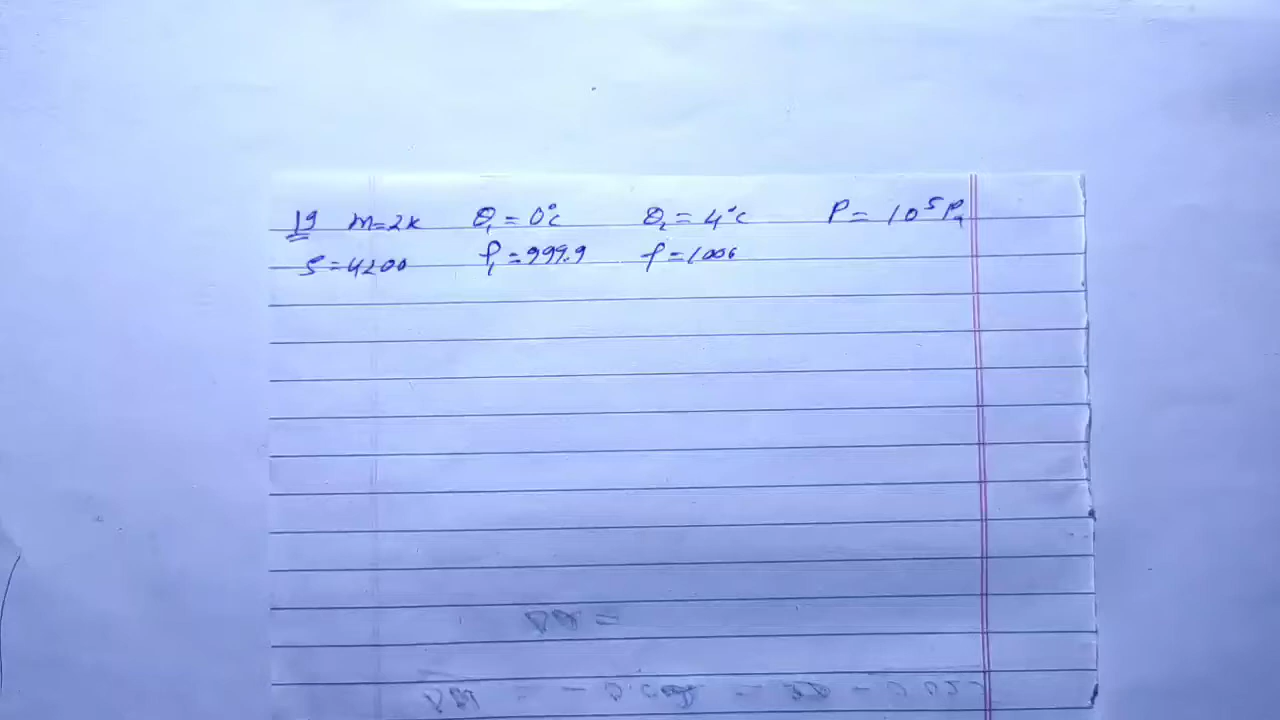 19 m=2k θ₁ = 0°c θ₂ = 4°c P = 10⁵ Pa
S = 4200 ρ₁ = 999.9 ρ = 1000